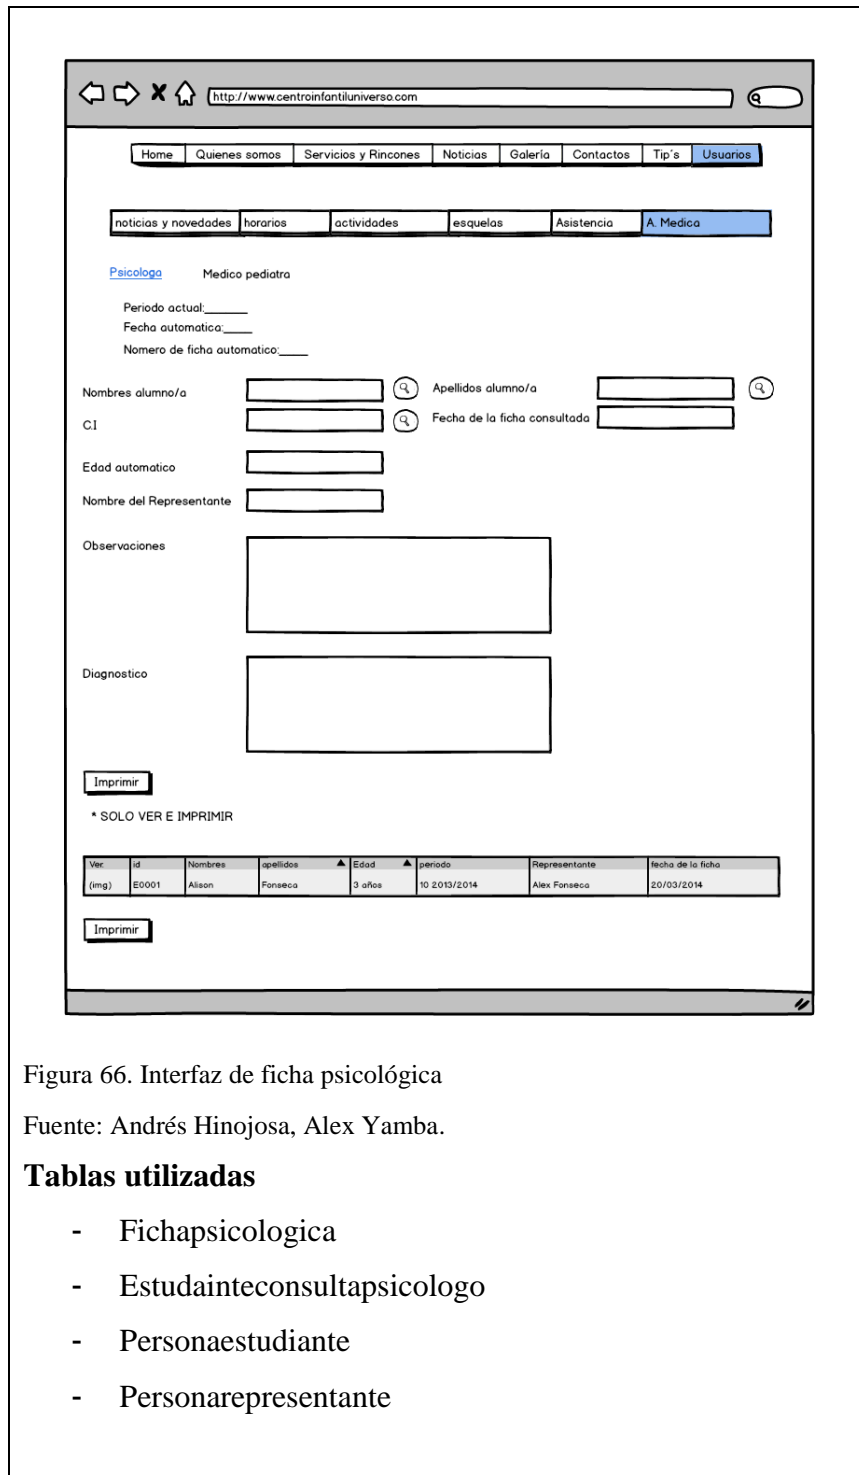 http://www.centroinfantiluniverso.com
Home Quienes somos Servicios y Rincones Noticias Galería Contactos Tip´s Usuarios
noticias y novedades horarios actividades esquelas Asistencia A. Medica
Psicologa Medico pediatra
Periodo actual:______
Fecha automatica:____
Nomero de ficha automatico:____
Nombres alumno/a Apellidos alumno/a
C.I Fecha de la ficha consultada
Edad automatico
Nombre del Representante
Observaciones
Diagnostico
Imprimir
* SOLO VER E IMPRIMIR
Ver. id Nombres apellidos Edad periodo Representante fecha de la ficha
(img) E0001 Alison Fonseca 3 años 10 2013/2014 Alex Fonseca 20/03/2014
Imprimir
Figura 66. Interfaz de ficha psicológica
Fuente: Andrés Hinojosa, Alex Yamba.
Tablas utilizadas
- Fichapsicologica
- Estudainteconsultapsicologo
- Personaestudiante
- Personarepresentante